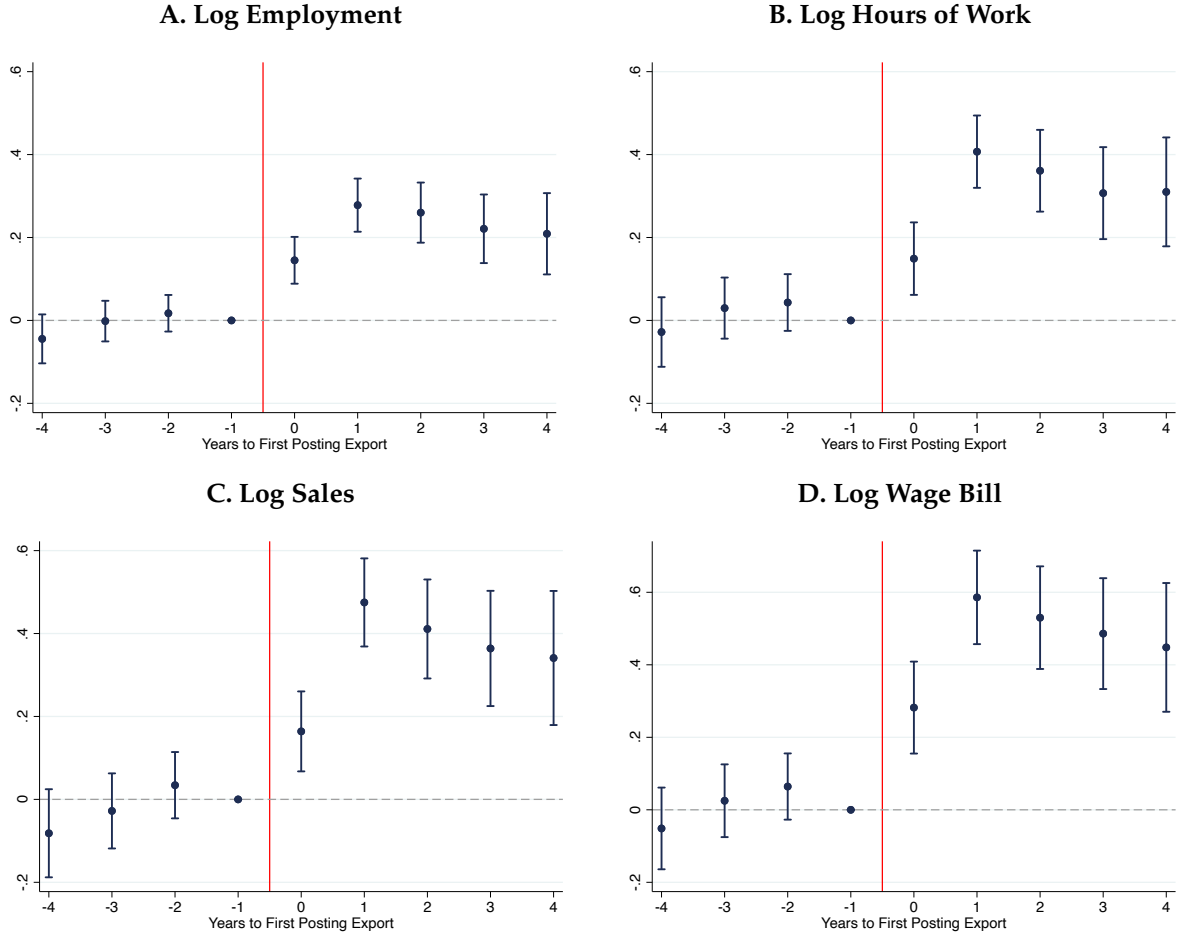 A. Log Employment
.6
.4
.2
0
-.2
-4 -3 -2 -1 0 1 2 3 4
Years to First Posting Export
B. Log Hours of Work
.6
.4
.2
0
-.2
-4 -3 -2 -1 0 1 2 3 4
Years to First Posting Export
C. Log Sales
.6
.4
.2
0
-.2
-4 -3 -2 -1 0 1 2 3 4
Years to First Posting Export
D. Log Wage Bill
.6
.4
.2
0
-.2
-4 -3 -2 -1 0 1 2 3 4
Years to First Posting Export